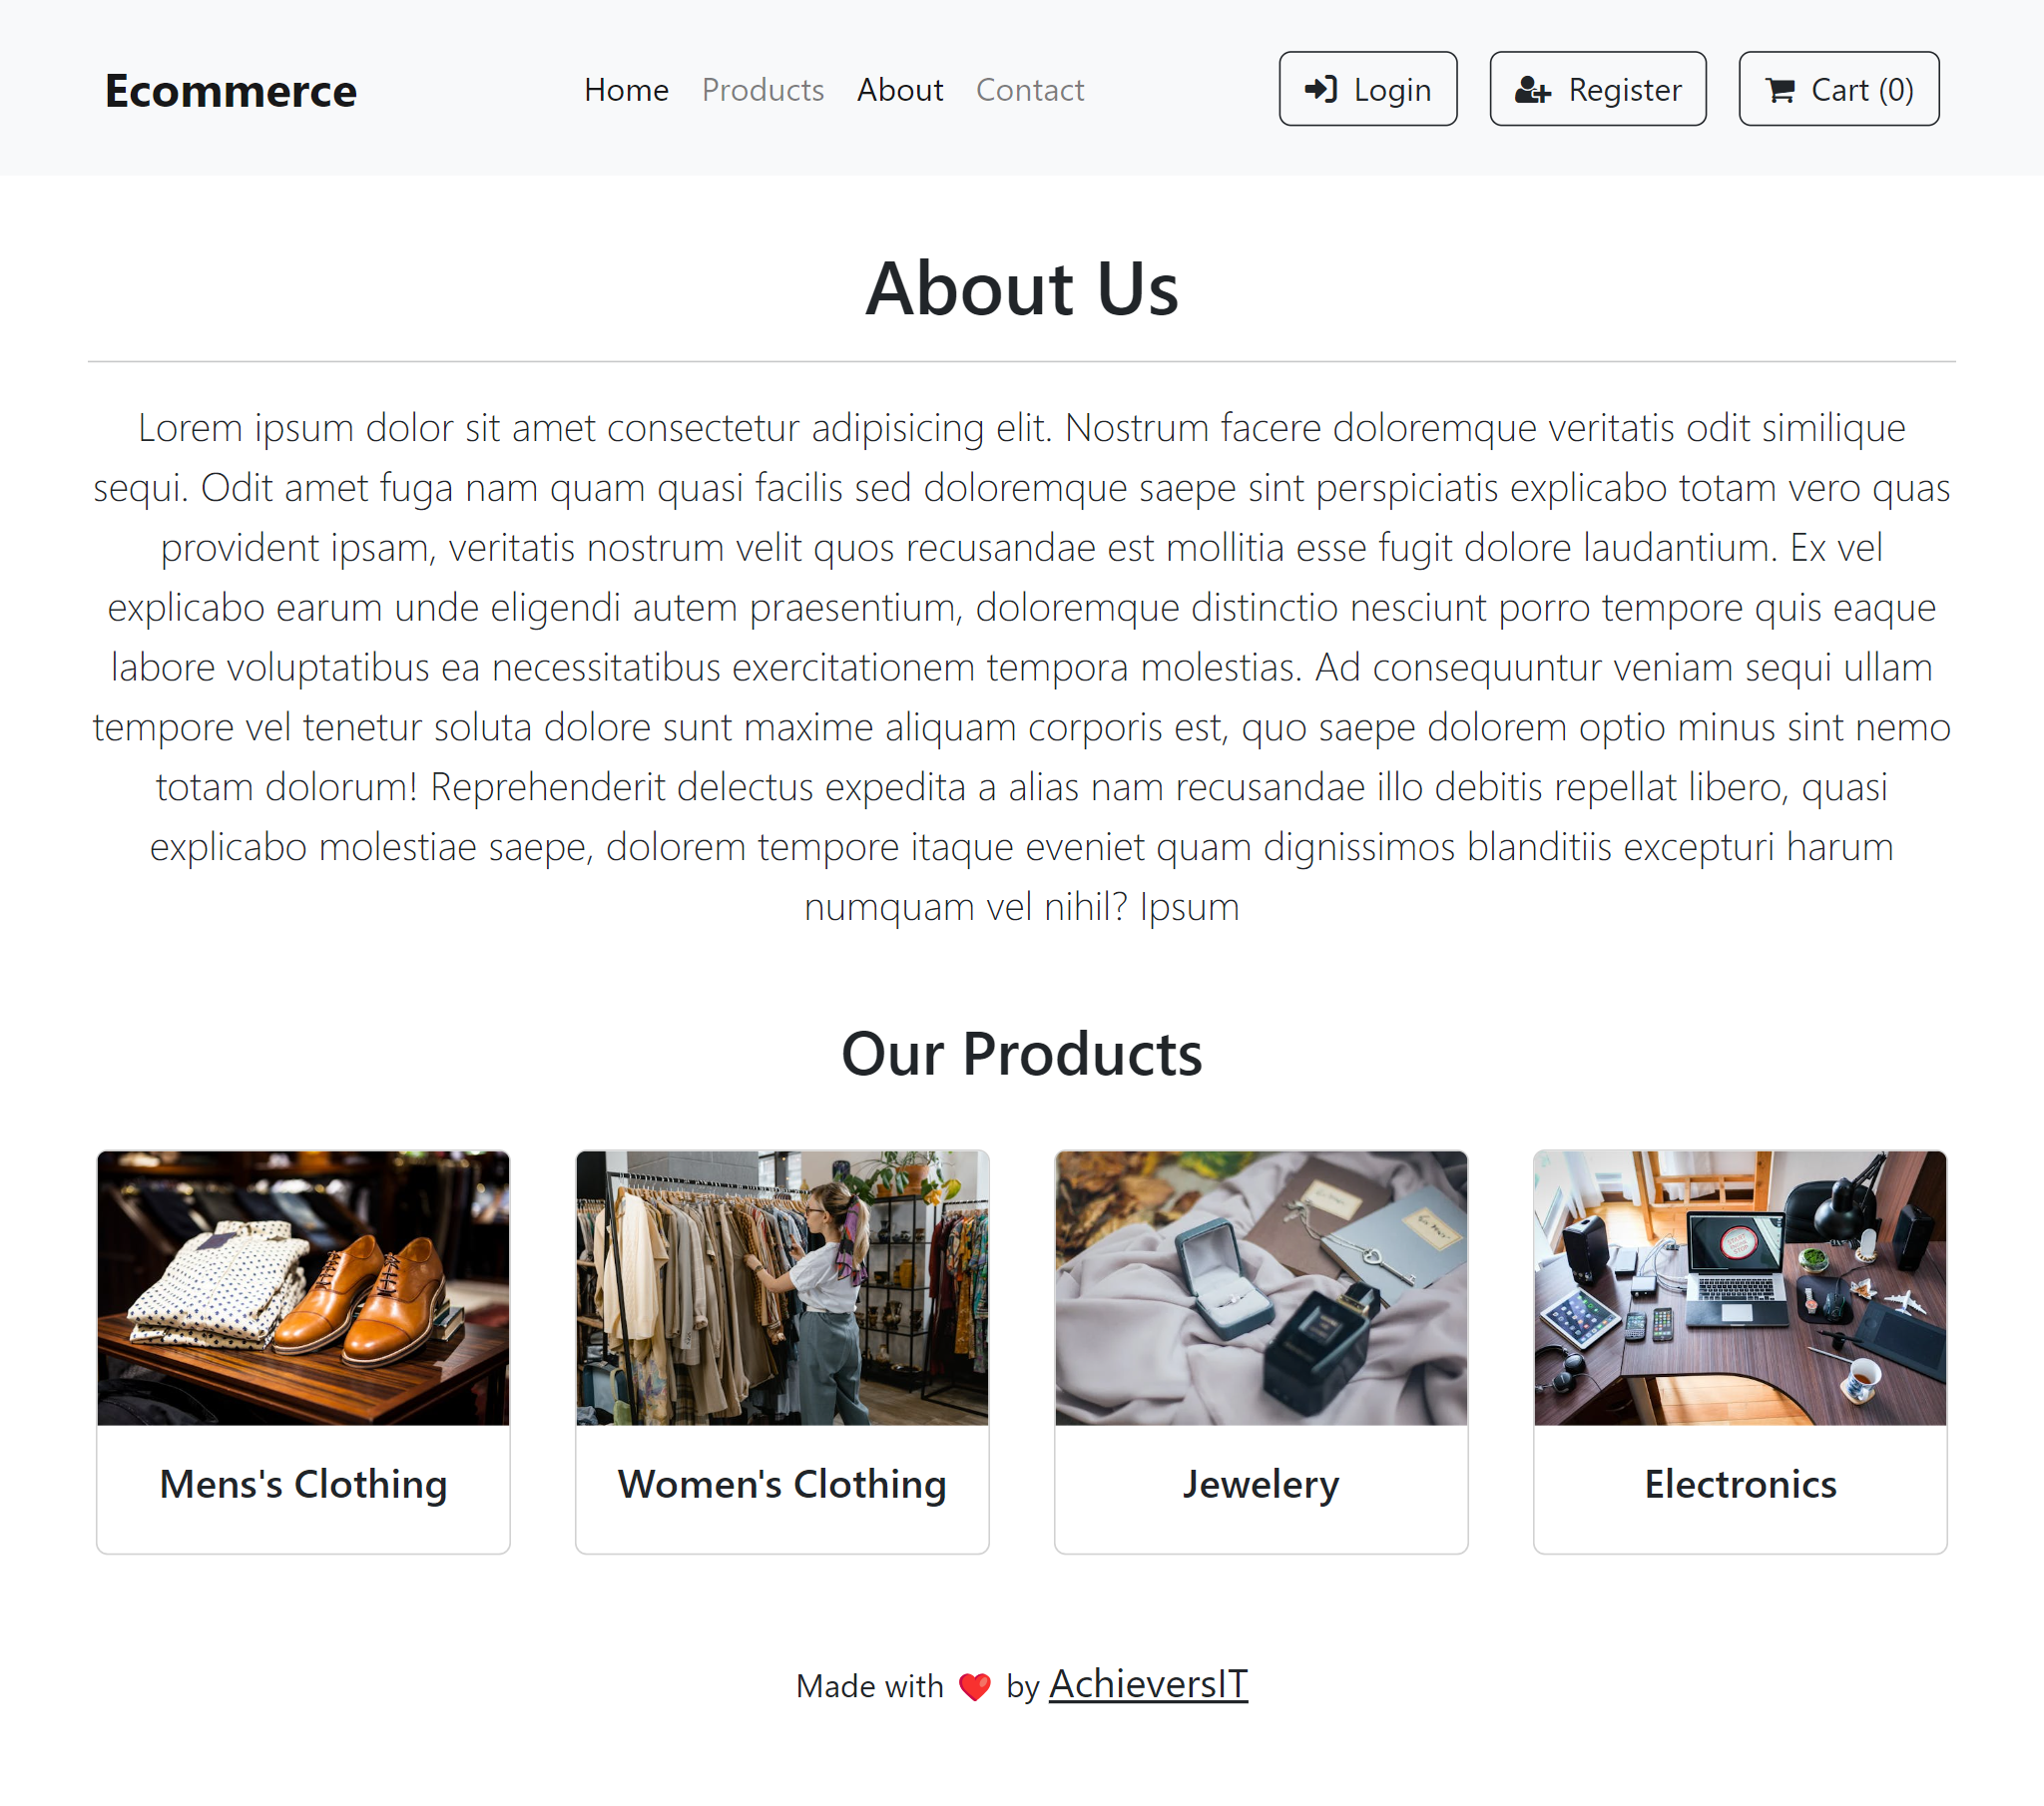 Ecommerce Home Products About Contact Login Register Cart (0)
About Us
Lorem ipsum dolor sit amet consectetur adipisicing elit. Nostrum facere doloremque veritatis odit similique
sequi. Odit amet fuga nam quam quasi facilis sed doloremque saepe sint perspiciatis explicabo totam vero quas
provident ipsam, veritatis nostrum velit quos recusandae est mollitia esse fugit dolore laudantium. Ex vel
explicabo earum unde eligendi autem praesentium, doloremque distinctio nesciunt porro tempore quis eaque
labore voluptatibus ea necessitatibus exercitationem tempora molestias. Ad consequuntur veniam sequi ullam
tempore vel tenetur soluta dolore sunt maxime aliquam corporis est, quo saepe dolorem optio minus sint nemo
totam dolorum! Reprehenderit delectus expedita a alias nam recusandae illo debitis repellat libero, quasi
explicabo molestiae saepe, dolorem tempore itaque eveniet quam dignissimos blanditiis excepturi harum
numquam vel nihil? Ipsum
Our Products
Mens's Clothing
Women's Clothing
Jewelery
Electronics
Made with ❤️ by AchieversIT